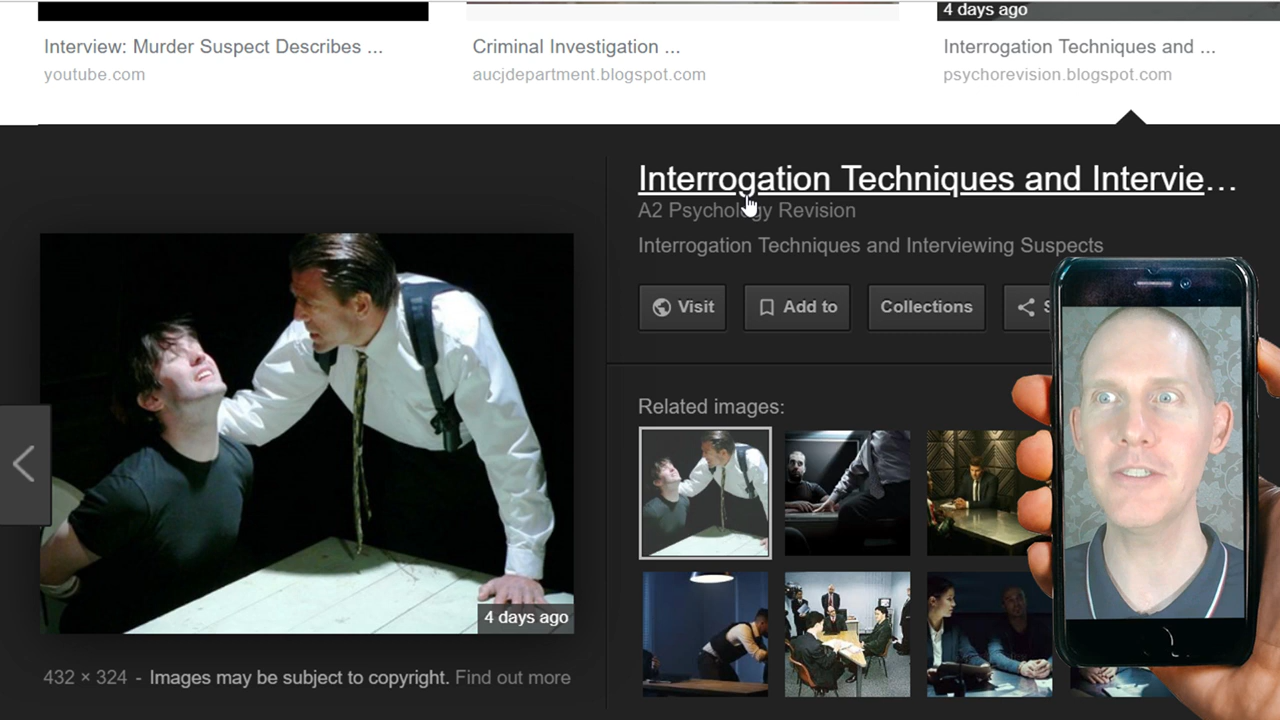 4 days ago
Interview: Murder Suspect Describes ...
Criminal Investigation ...
Interrogation Techniques and ...
youtube.com
aucjdepartment.blogspot.com
psychorevision.blogspot.com
Interrogation Techniques and Intervie...
A2 Psychology Revision
Interrogation Techniques and Interviewing Suspects
Visit
Add to
Collections
S
Related images:
4 days ago
432 × 324 - Images may be subject to copyright. Find out more